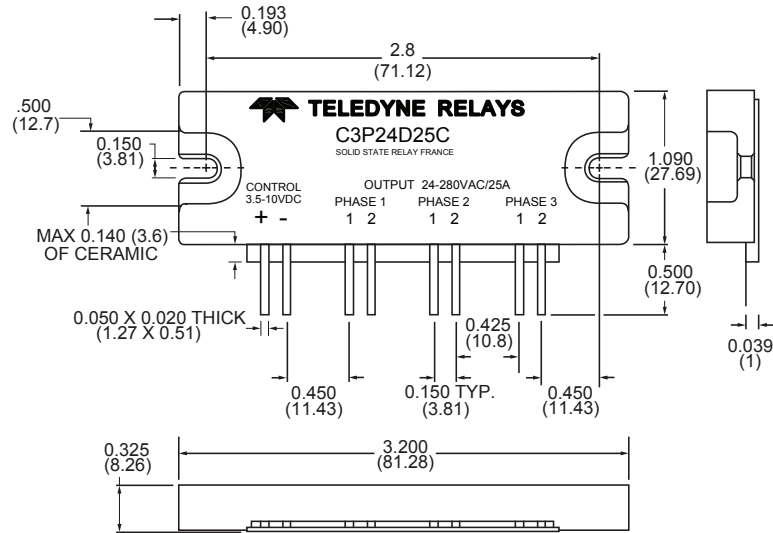 0.193
(4.90)
2.8
(71.12)
.500
(12.7)
0.150
(3.81)
TELEDYNE RELAYS
C3P24D25C
SOLID STATE RELAY FRANCE
CONTROL
3.5-10VDC
+ -
OUTPUT 24-280VAC/25A
PHASE 1
1 2
PHASE 2
1 2
PHASE 3
1 2
1.090
(27.69)
MAX 0.140 (3.6)
OF CERAMIC
0.500
(12.70)
0.050 X 0.020 THICK
(1.27 X 0.51)
0.425
(10.8)
0.039
(1)
0.450
(11.43)
0.150 TYP.
(3.81)
0.450
(11.43)
0.325
(8.26)
3.200
(81.28)